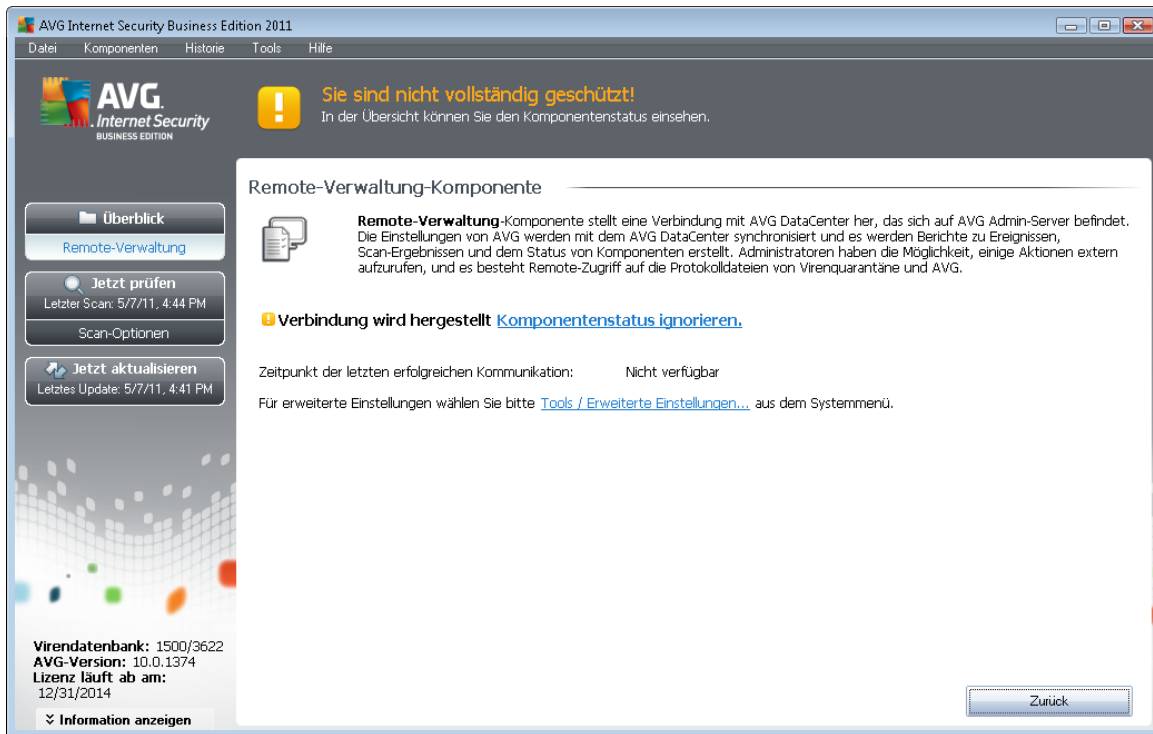 AVG Internet Security Business Edition 2011
Datei Komponenten Historie Tools Hilfe
AVG.
Internet Security
BUSINESS EDITION
Sie sind nicht vollständig geschützt!
In der Übersicht können Sie den Komponentenstatus einsehen.
Überblick
Remote-Verwaltung
Jetzt prüfen
Letzter Scan: 5/7/11, 4:44 PM
Scan-Optionen
Jetzt aktualisieren
Letztes Update: 5/7/11, 4:41 PM
Virendatenbank: 1500/3622
AVG-Version: 10.0.1374
Lizenz läuft ab am:
12/31/2014
Information anzeigen
Remote-Verwaltung-Komponente
Remote-Verwaltung-Komponente stellt eine Verbindung mit AVG DataCenter her, das sich auf AVG Admin-Server befindet.
Die Einstellungen von AVG werden mit dem AVG DataCenter synchronisiert und es werden Berichte zu Ereignissen,
Scan-Ergebnissen und dem Status von Komponenten erstellt. Administratoren haben die Möglichkeit, einige Aktionen extern
aufzurufen, und es besteht Remote-Zugriff auf die Protokolldateien von Virenquarantäne und AVG.
Verbindung wird hergestellt Komponentenstatus ignorieren.
Zeitpunkt der letzten erfolgreichen Kommunikation: Nicht verfügbar
Für erweiterte Einstellungen wählen Sie bitte Tools / Erweiterte Einstellungen... aus dem Systemmenü.
Zurück